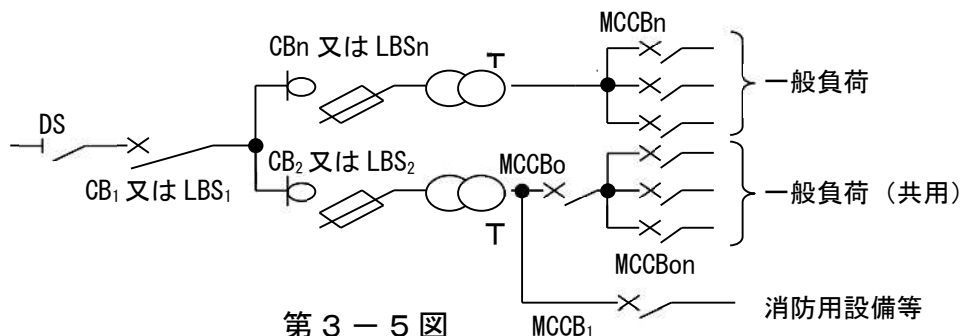 MCCBn
CBn 又は LBSn
T
一般負荷
DS
CB₁ 又は LBS₁
CB₂ 又は LBS₂
MCCBo
一般負荷（共用）
T
MCCBon
消防用設備等
MCCB₁
第３－５図